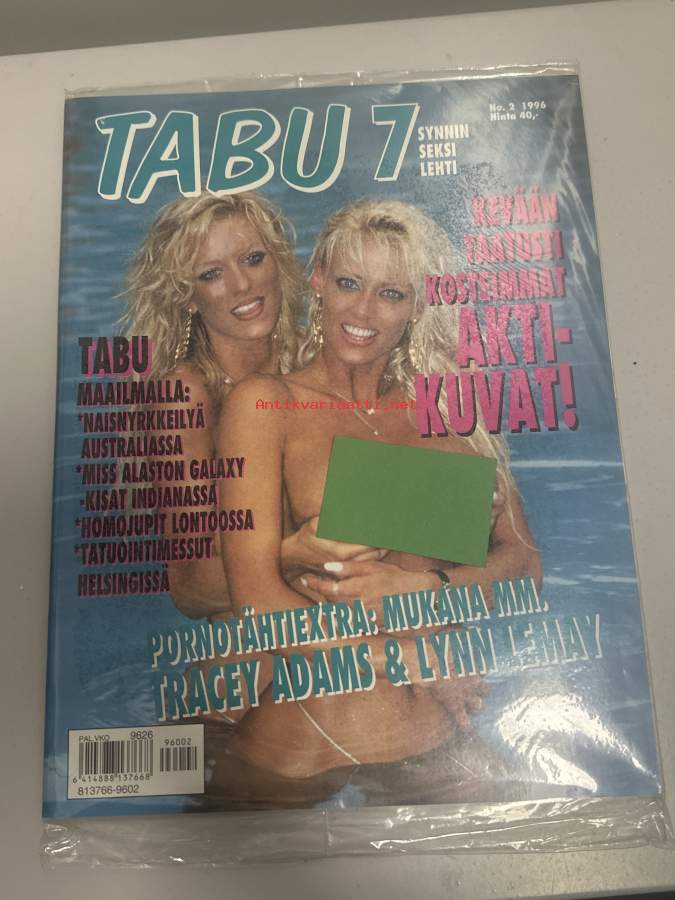 TABU 7
SYNNIN
SEKSI
LEHTI
No. 2 1996
Hinta 40,-
KEVÄÄN
TAATUSTI
KOSTEIMMAT
AKTI-
KUVAT!
TABU
MAAILMALLA:
*NAISNYRKKEILYÄ
AUSTRALIASSA
*MISS ALASTON GALAXY
-KISAT INDIANASSA
*HOMOJUPIT LONTOOSSA
*TATUOINTIMESSUT
HELSINGISSÄ
Antikvariaatti.net
PORNOTÄHTIEXTRA: MUKANA MM.
TRACEY ADAMS & LYNN LEMAY
PAL.VKO 9626
96002
6 414888 137668
813766-9602